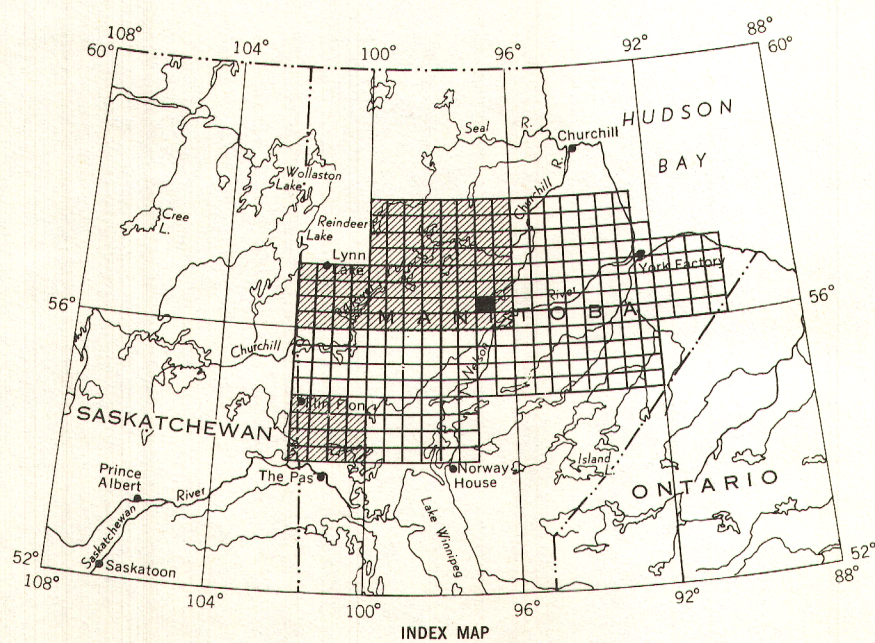 108°
104°
100°
96°
92°
88°
60°
60°
HUDSON
BAY
Seal R.
Churchill
Churchill R.
Wollaston
Lake
Cree
L.
Reindeer
Lake
Lynn
Lake
York Factory
56°
56°
River
MANITOBA
Churchill
River
Nelson
Flin Flon
SASKATCHEWAN
Prince
Albert
River
The Pas
Norway
House
Island
L.
ONTARIO
Saskatchewan
Saskatoon
Lake Winnipeg
52°
52°
108°
104°
100°
96°
92°
88°
INDEX MAP